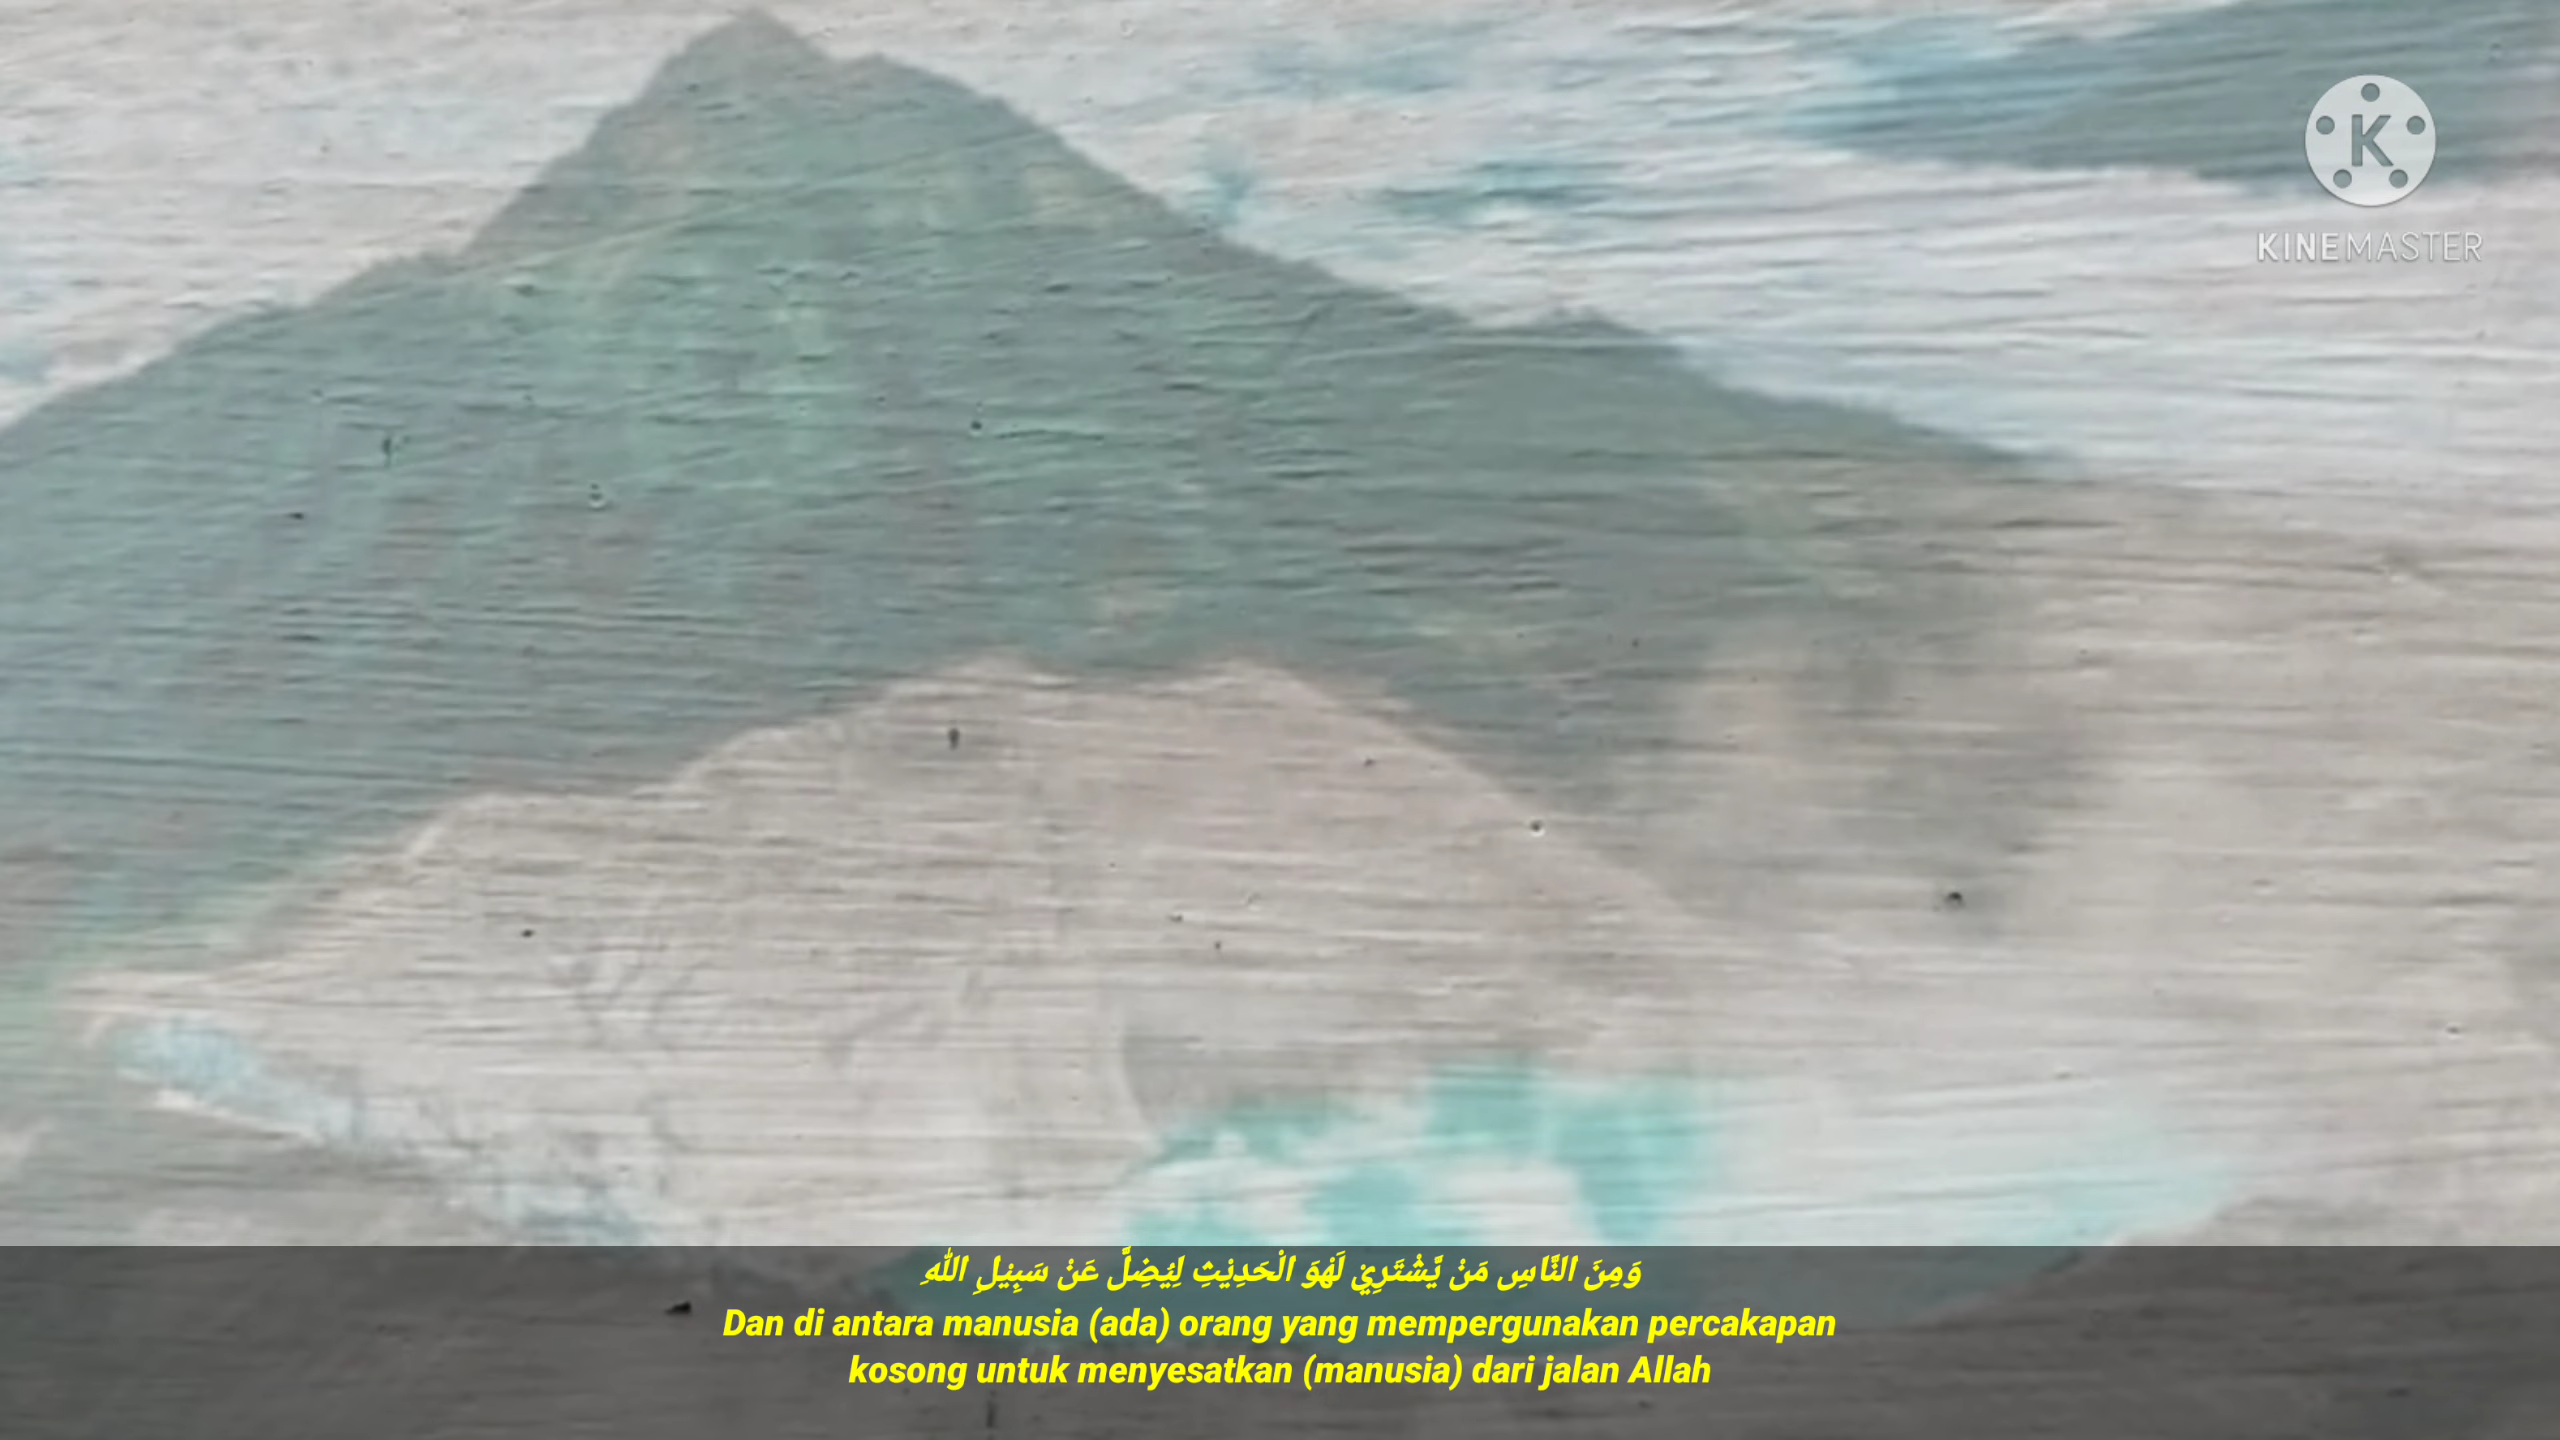 KINEMASTER
وَمِنَ النَّاسِ مَنْ يَّشْتَرِيْ لَهْوَ الْحَدِيْثِ لِيُضِلَّ عَنْ سَبِيْلِ اللّٰهِ
Dan di antara manusia (ada) orang yang mempergunakan percakapan
kosong untuk menyesatkan (manusia) dari jalan Allah